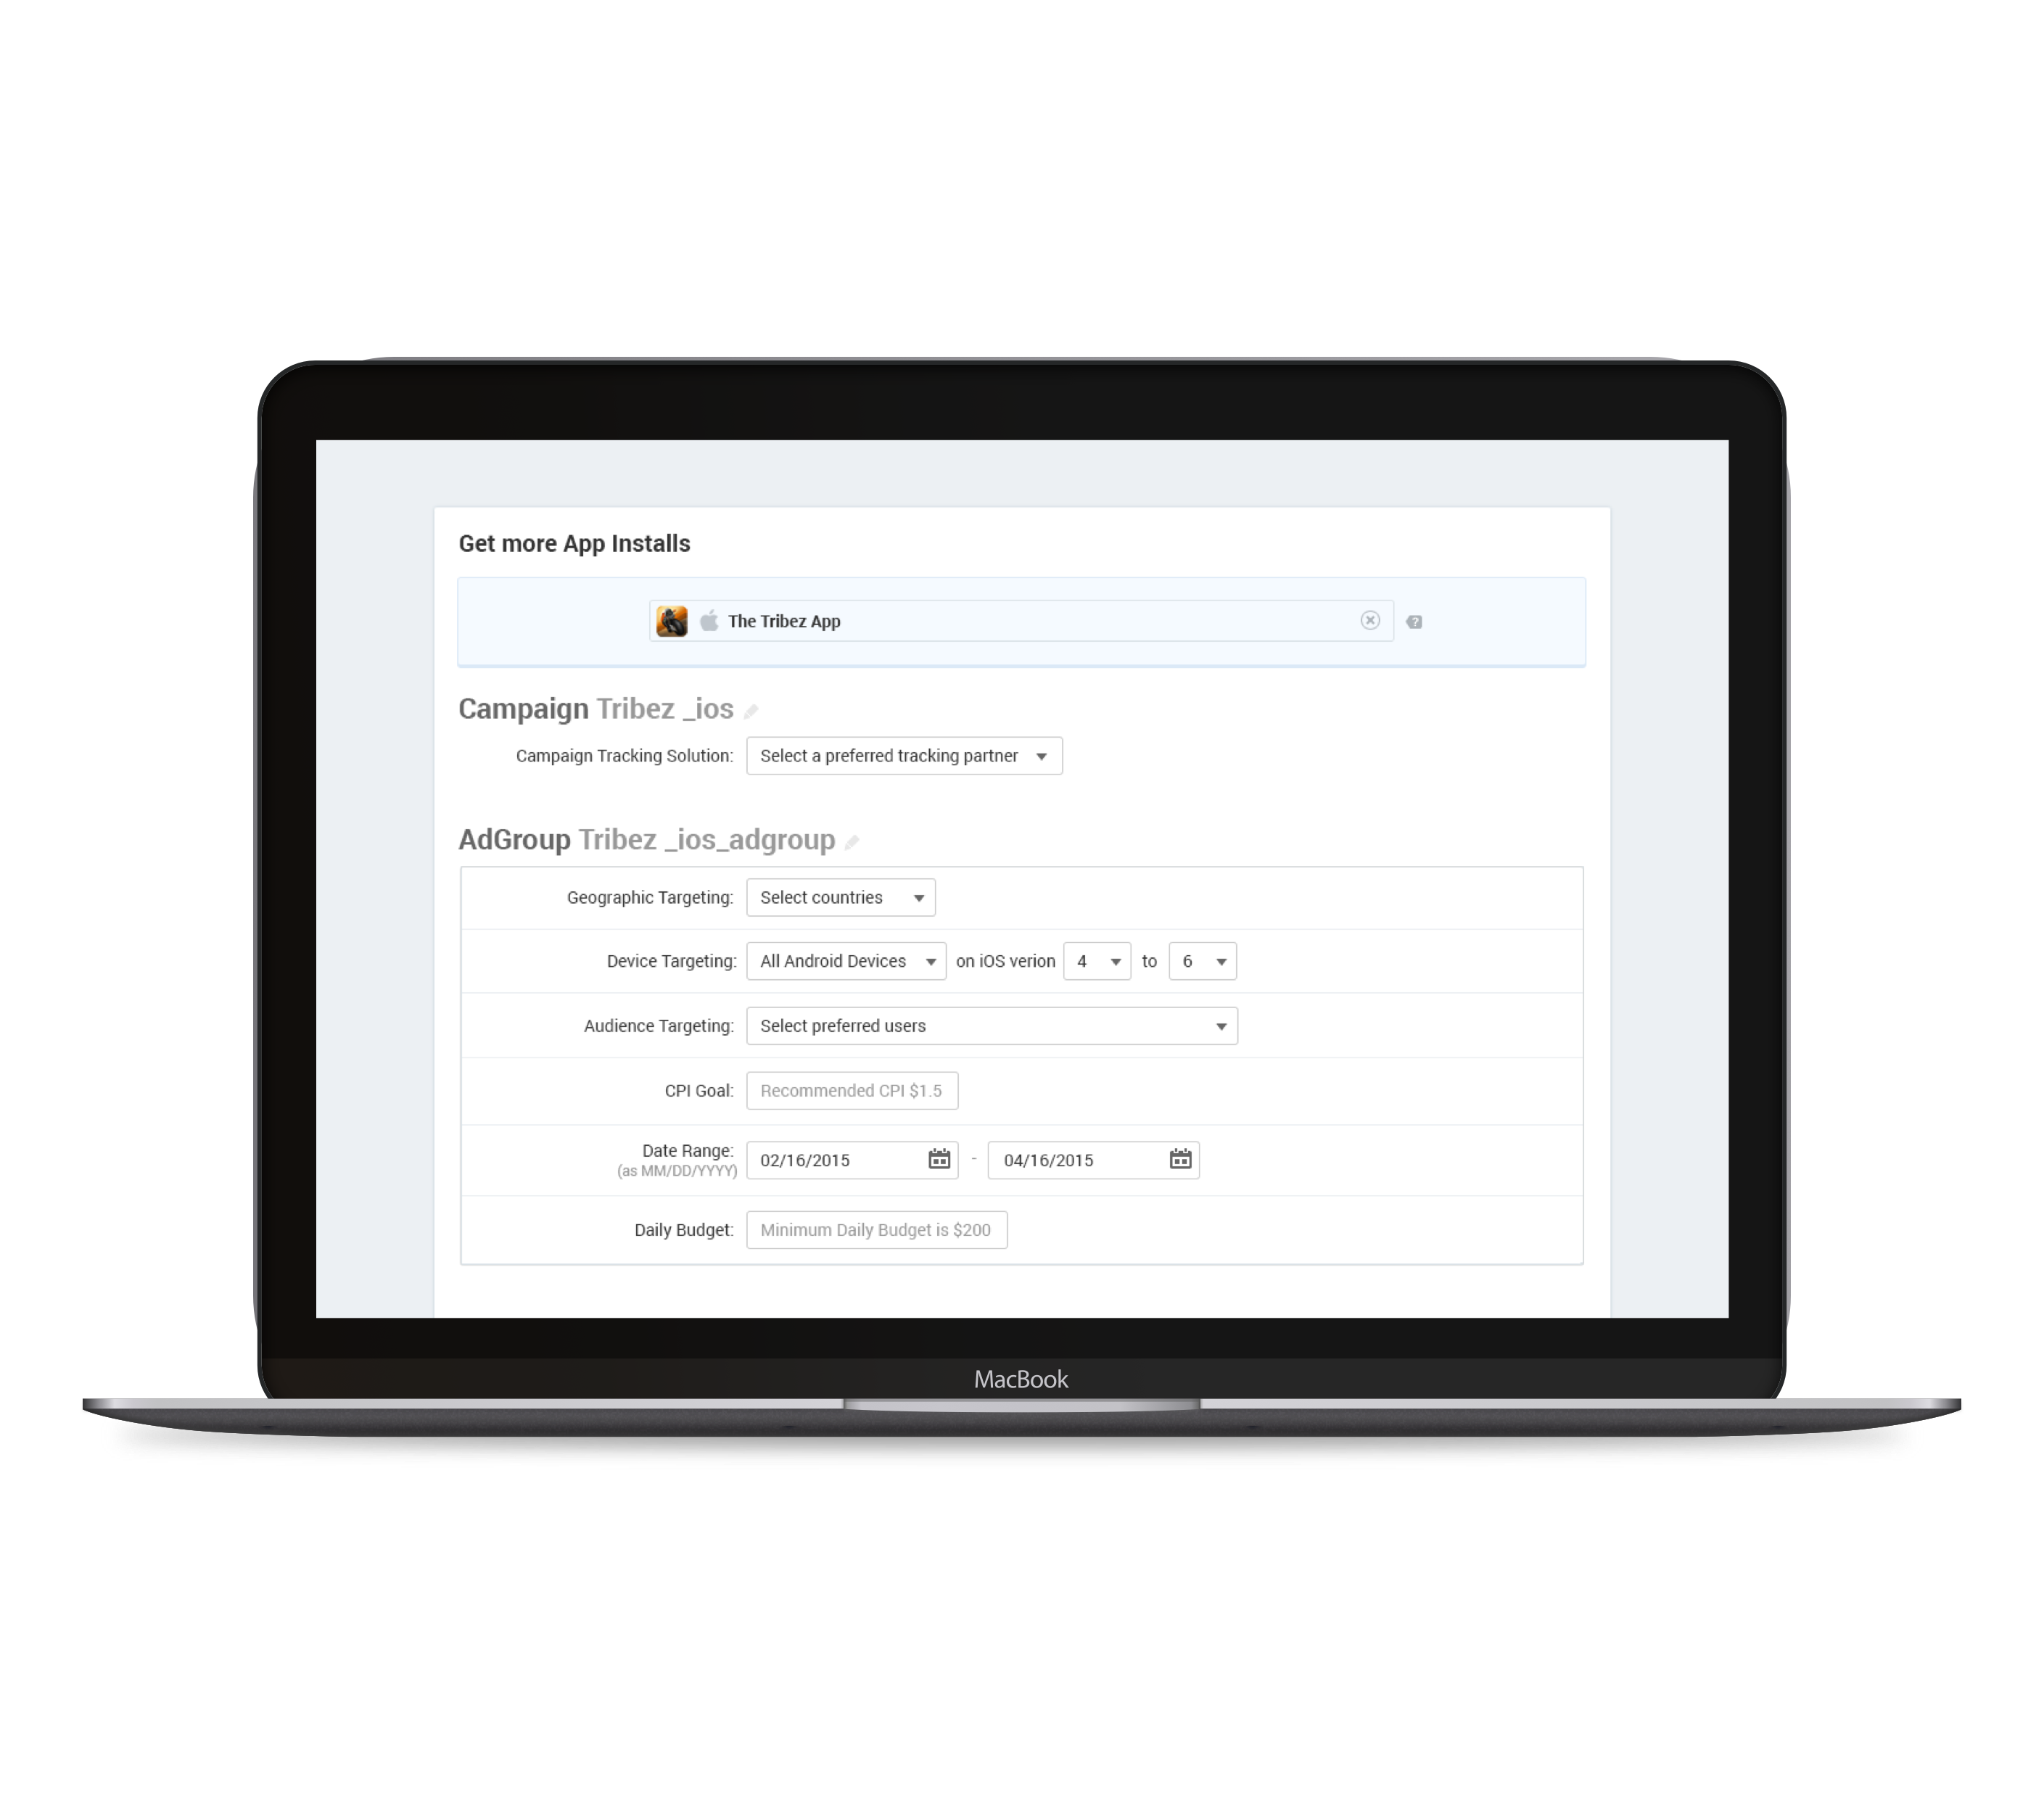 Get more App Installs
The Tribez App
?
Campaign Tribez _ios
Campaign Tracking Solution: Select a preferred tracking partner
AdGroup Tribez _ios_adgroup
Geographic Targeting: Select countries
Device Targeting: All Android Devices on iOS verion 4 to 6
Audience Targeting: Select preferred users
CPI Goal: Recommended CPI $1.5
Date Range: 02/16/2015 - 04/16/2015
(as MM/DD/YYYY)
Daily Budget: Minimum Daily Budget is $200
MacBook